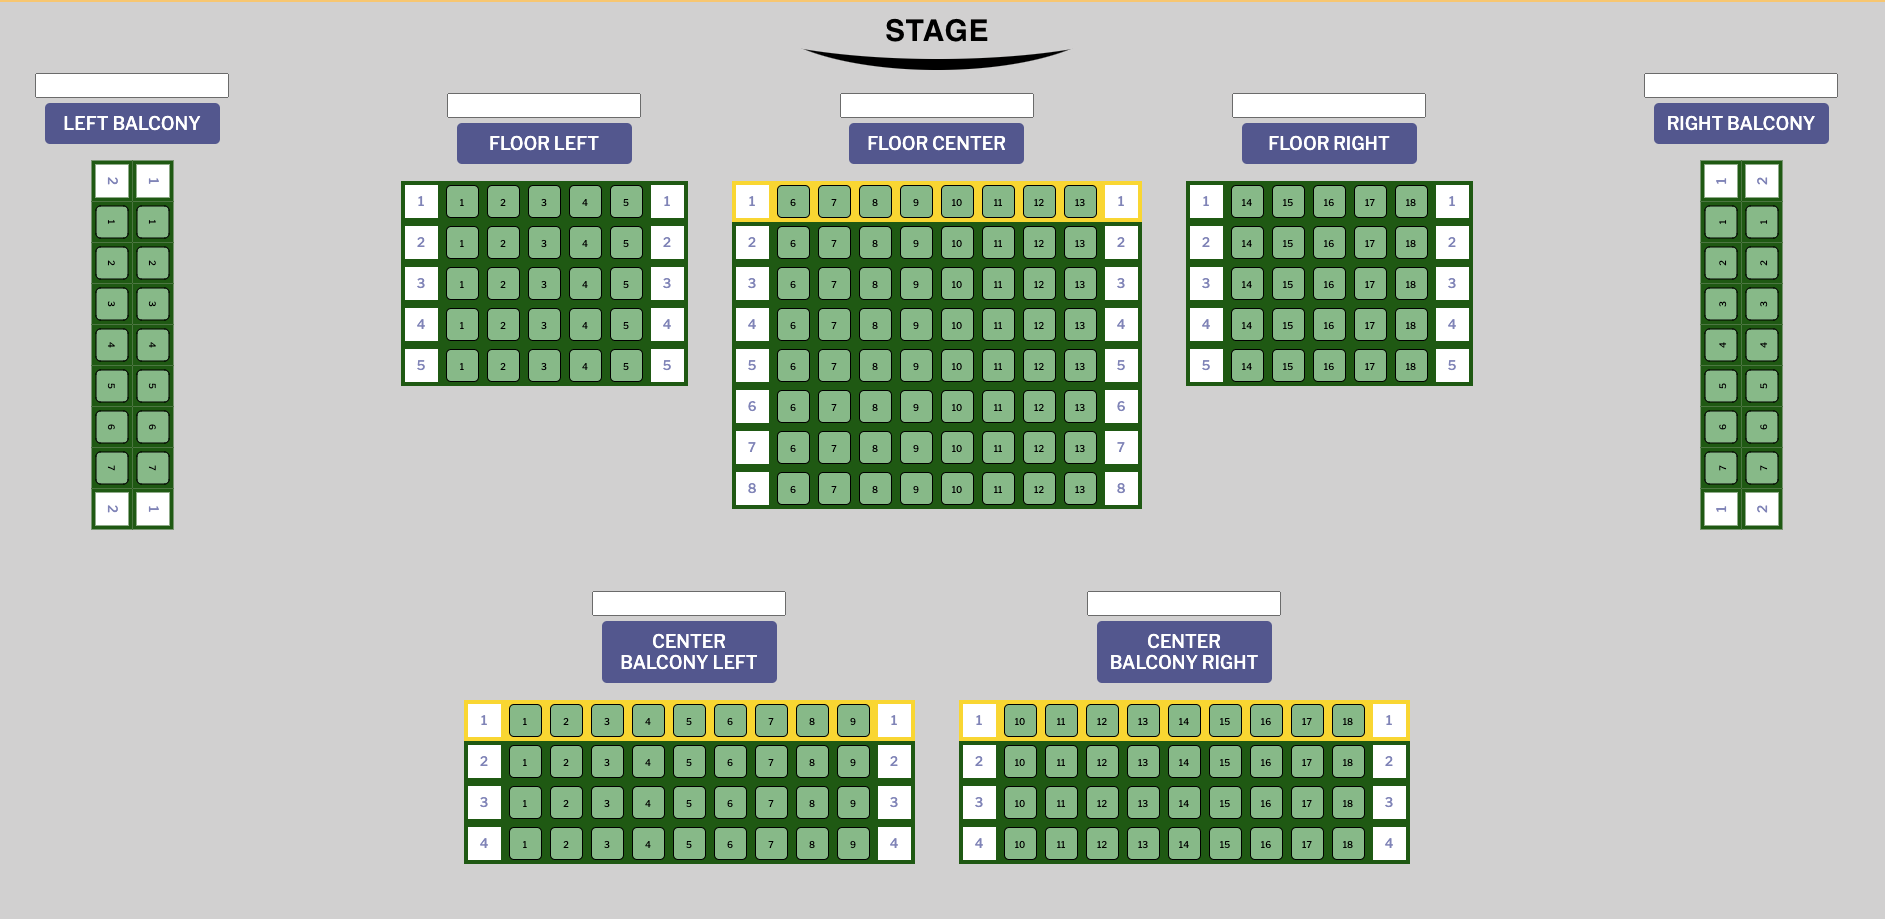 STAGE
LEFT BALCONY
RIGHT BALCONY
FLOOR LEFT
FLOOR CENTER
FLOOR RIGHT
2 1
1 1
2 2
3 3
4 4
5 5
6 6
7 7
2 1
1 1 2 3 4 5 1
2 1 2 3 4 5 2
3 1 2 3 4 5 3
4 1 2 3 4 5 4
5 1 2 3 4 5 5
1 6 7 8 9 10 11 12 13 1
2 6 7 8 9 10 11 12 13 2
3 6 7 8 9 10 11 12 13 3
4 6 7 8 9 10 11 12 13 4
5 6 7 8 9 10 11 12 13 5
6 6 7 8 9 10 11 12 13 6
7 6 7 8 9 10 11 12 13 7
8 6 7 8 9 10 11 12 13 8
1 14 15 16 17 18 1
2 14 15 16 17 18 2
3 14 15 16 17 18 3
4 14 15 16 17 18 4
5 14 15 16 17 18 5
1 2
1 1
2 2
3 3
4 4
5 5
6 6
7 7
1 2
CENTER
BALCONY LEFT
1 1 2 3 4 5 6 7 8 9 1
2 1 2 3 4 5 6 7 8 9 2
3 1 2 3 4 5 6 7 8 9 3
4 1 2 3 4 5 6 7 8 9 4
CENTER
BALCONY RIGHT
1 10 11 12 13 14 15 16 17 18 1
2 10 11 12 13 14 15 16 17 18 2
3 10 11 12 13 14 15 16 17 18 3
4 10 11 12 13 14 15 16 17 18 4